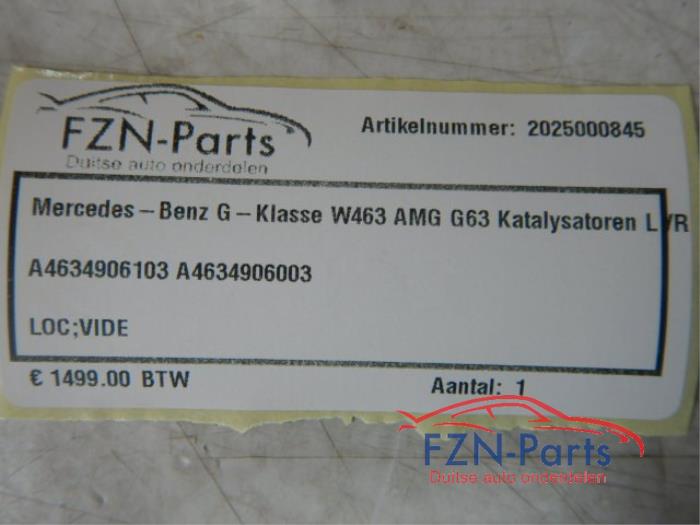 FZN-Parts
Duitse auto onderdelen
Artikelnummer: 2025000845
Mercedes-Benz G-Klasse W463 AMG G63 Katalysatoren L/R
A4634906103 A4634906003
LOC;VIDE
€ 1499.00 BTW
Aantal: 1
FZN-Parts
Duitse auto onderdelen